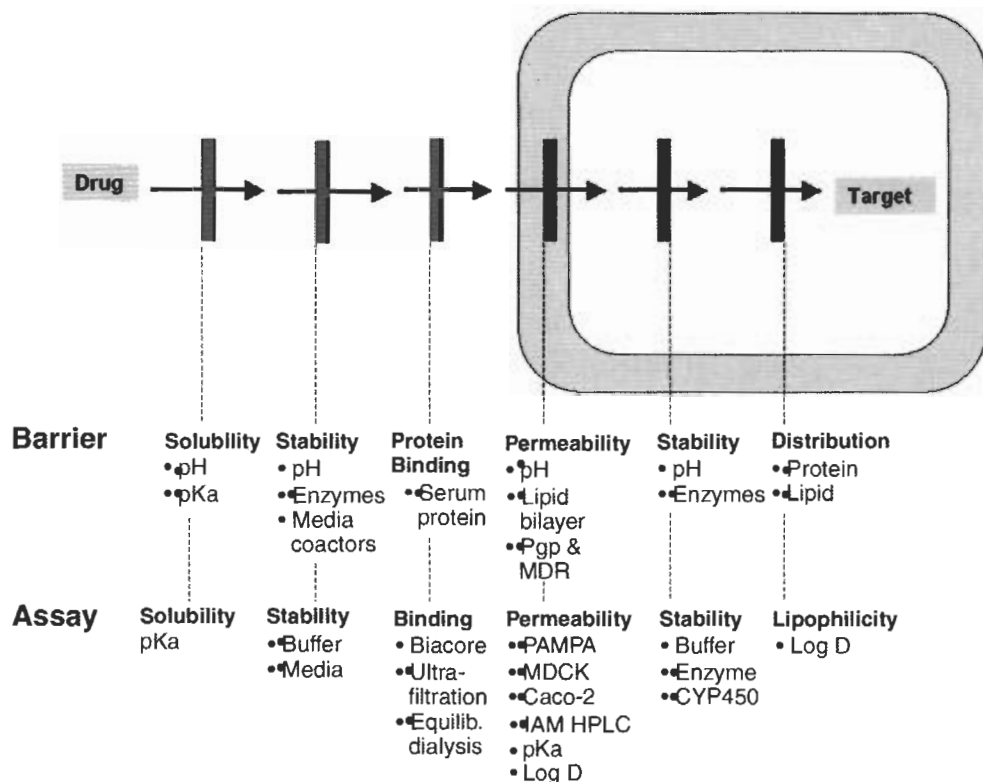 Drug
Target
Barrier
Solubility
• pH
• pKa
Stability
• pH
• Enzymes
• Media
coactors
Protein
Binding
• Serum
protein
Permeability
• pH
• Lipid
bilayer
• Pgp &
MDR
Stability
• pH
• Enzymes
Distribution
• Protein
• Lipid
Assay
Solubility
pKa
Stability
• Buffer
• Media
Binding
• Biacore
• Ultra-
filtration
• Equilib.
dialysis
Permeability
• PAMPA
• MDCK
• Caco-2
• IAM HPLC
• pKa
• Log D
Stability
• Buffer
• Enzyme
• CYP450
Lipophilicity
• Log D